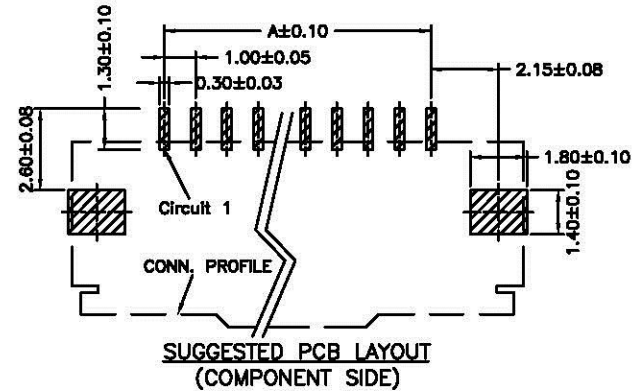 A±0.10
1.00±0.05
0.30±0.03
1.30±0.10
2.15±0.08
2.60±0.08
1.80±0.10
1.40±0.10
Circuit 1
CONN. PROFILE
SUGGESTED PCB LAYOUT
(COMPONENT SIDE)